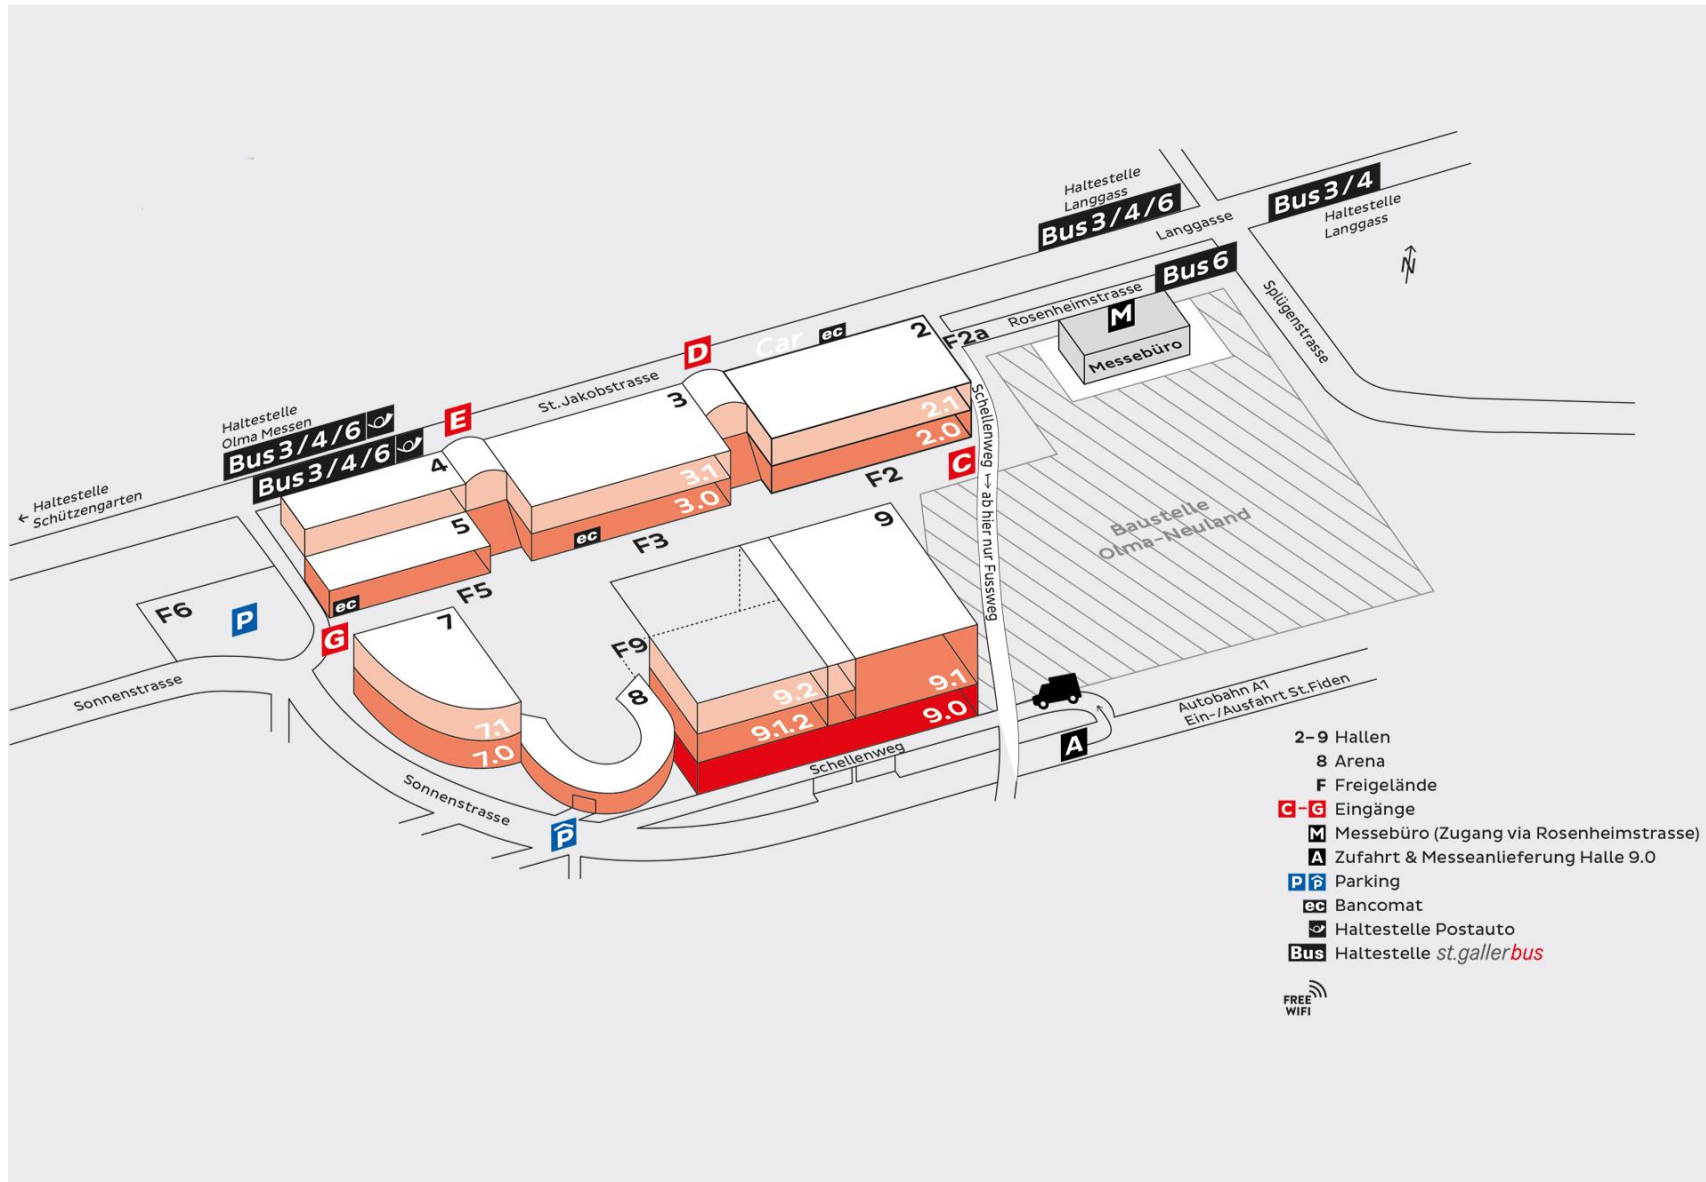 Haltestelle
Langgass
Bus 3/4/6
Bus 3/4
Haltestelle
Langgass
Langgasse
N
Bus 6
Rosenheimstrasse
M
Messebüro
Splügenstrasse
D
Car
ec
2
F2a
2.1
2.0
Schellenweg → ab hier nur Fussweg
St. Jakobstrasse
E
3
3.1
3.0
ec
F3
F2
C
Haltestelle
Olma Messen
Bus 3/4/6
Bus 3/4/6
4
5
ec
F5
← Haltestelle
Schützengarten
F6
P
G
Sonnenstrasse
7
7.1
7.0
F9
8
9
9.2
9.1.2
9.1
9.0
Baustelle
Olma-Neuland
Schellenweg
Sonnenstrasse
P
A
Autobahn A1
Ein-/Ausfahrt St.Fiden
2–9 Hallen
8 Arena
F Freigelände
C–G Eingänge
M Messebüro (Zugang via Rosenheimstrasse)
A Zufahrt & Messeanlieferung Halle 9.0
P P Parking
ec Bancomat
Haltestelle Postauto
Bus Haltestelle st.gallerbus
FREE
WIFI